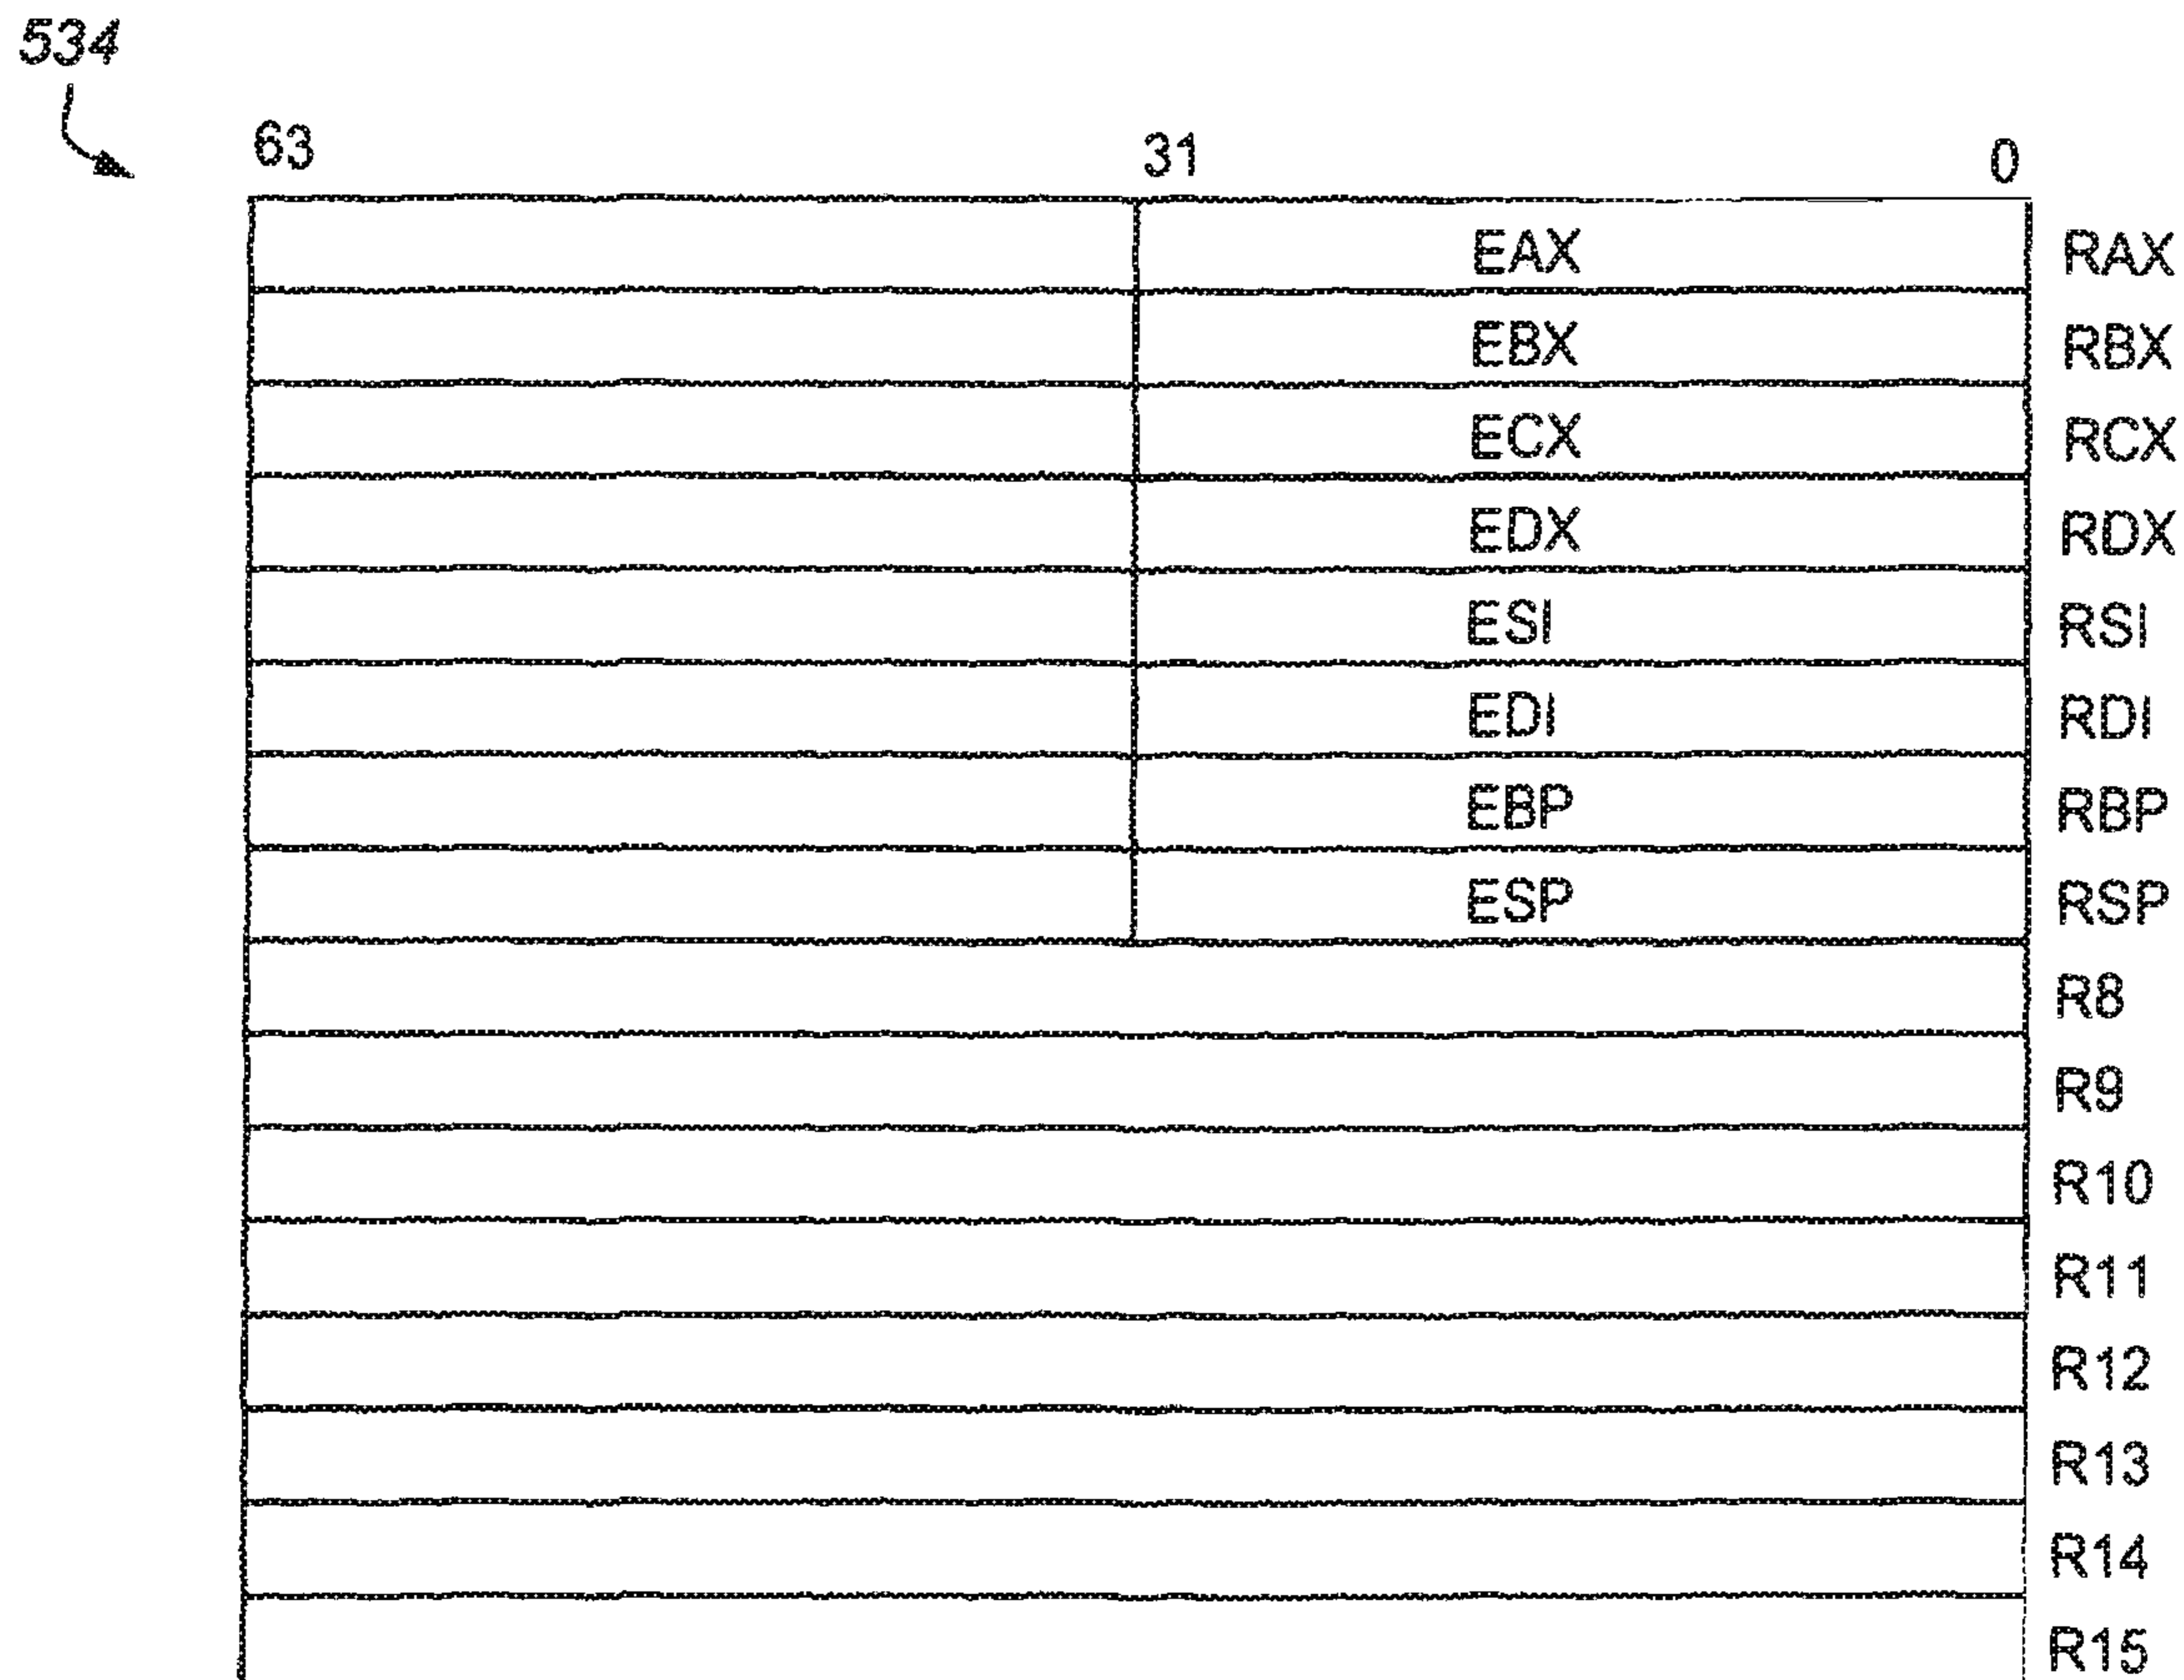 534
63 31 0
EAX RAX
EBX RBX
ECX RCX
EDX RDX
ESI RSI
EDI RDI
EBP RBP
ESP RSP
R8
R9
R10
R11
R12
R13
R14
R15